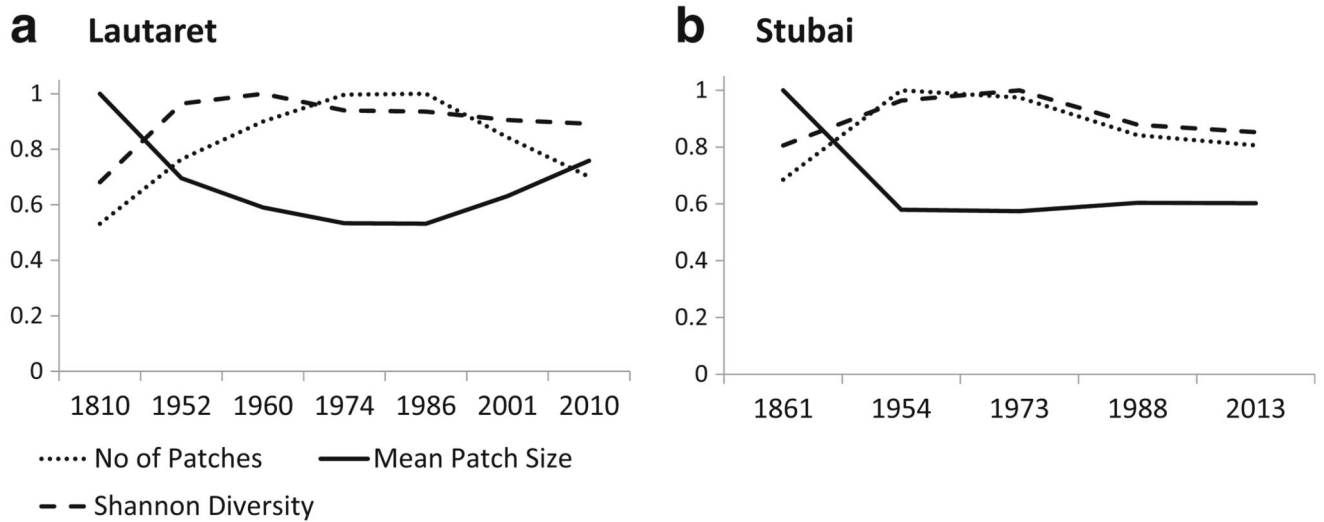 a Lautaret
1
0.8
0.6
0.4
0.2
0
1810 1952 1960 1974 1986 2001 2010
No of Patches Mean Patch Size
Shannon Diversity
b Stubai
1
0.8
0.6
0.4
0.2
0
1861 1954 1973 1988 2013